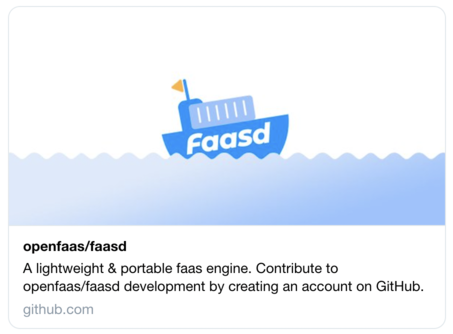 Faasd
openfaas/faasd
A lightweight & portable faas engine. Contribute to
openfaas/faasd development by creating an account on GitHub.
github.com